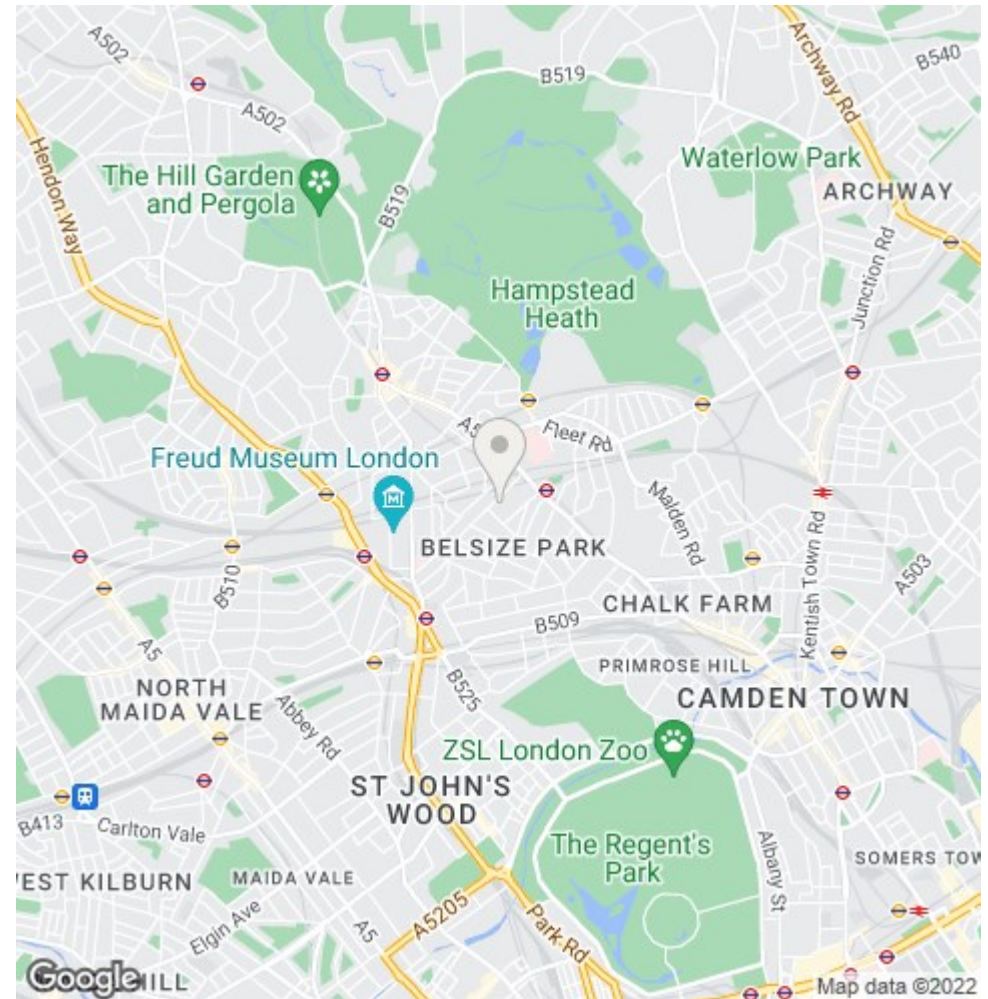 A502
A502
B519
B519
Archway Rd
B540
Hendon Way
The Hill Garden
and Pergola
Waterlow Park
ARCHWAY
Junction Rd
Hampstead
Heath
Fleet Rd
Freud Museum London
Malden Rd
BELSIZE PARK
Kentish Town Rd
A503
B510
A5
CHALK FARM
B509
PRIMROSE HILL
NORTH
MAIDA VALE
Abbey Rd
B525
CAMDEN TOWN
ZSL London Zoo
ST JOHN'S
WOOD
B413
Carlton Vale
The Regent's
Park
Albany St
SOMERS TOW
EST KILBURN
MAIDA VALE
Elgin Ave
A5
A5205
Park Rd
Google
HILL
Map data ©2022